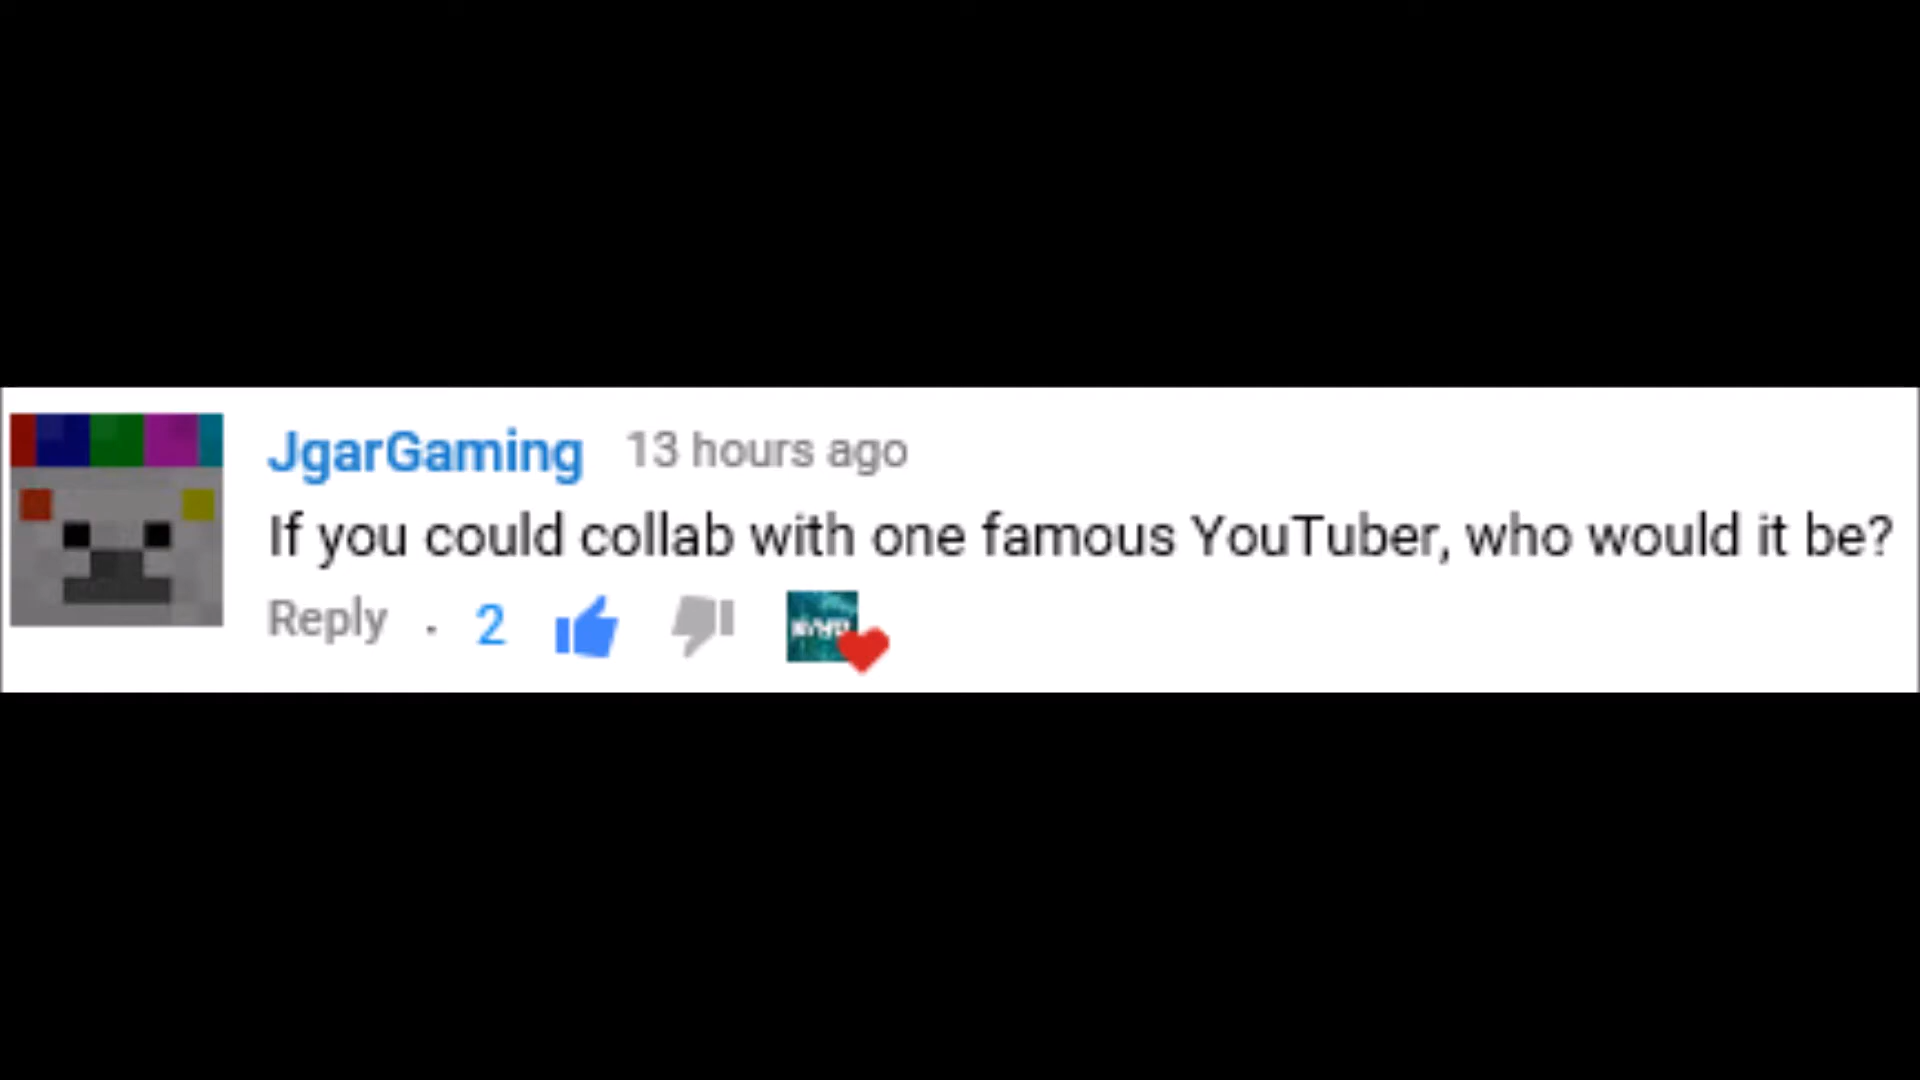 JgarGaming 13 hours ago
If you could collab with one famous YouTuber, who would it be?
Reply . 2